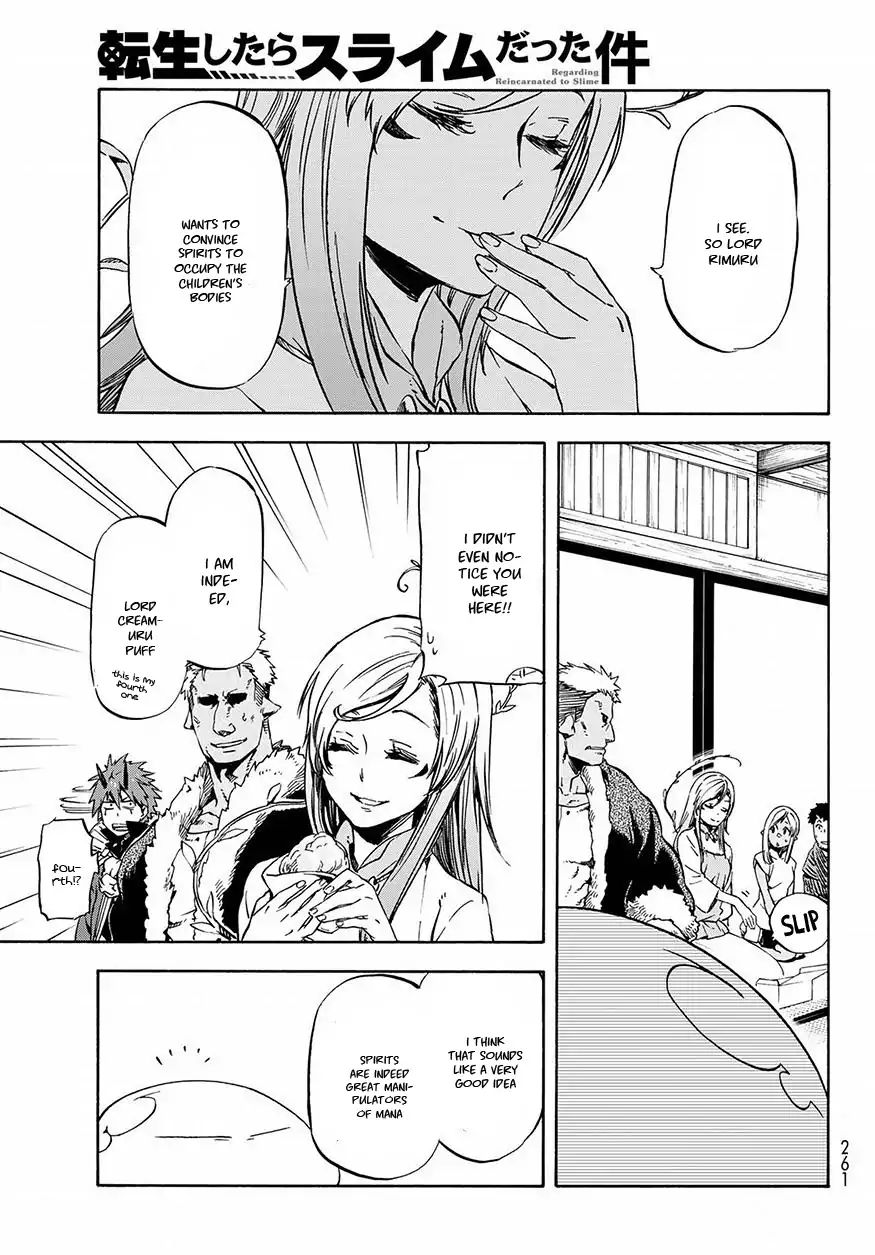 転生したらスライムだった件
Regarding
Reincarnated to Slime
I SEE.
SO LORD
RIMURU
WANTS TO
CONVINCE
SPIRITS TO
OCCUPY THE
CHILDREN'S
BODIES
SLIP
I DIDN'T
EVEN NO-
TICE YOU
WERE
HERE!!
I AM
INDE-
ED,
LORD
CREAM-
URU
PUFF
this is my
fourth
one
fou-
rth!?
I THINK
THAT SOUNDS
LIKE A VERY
GOOD IDEA
SPIRITS
ARE INDEED
GREAT MANI-
PULATORS
OF MANA
261